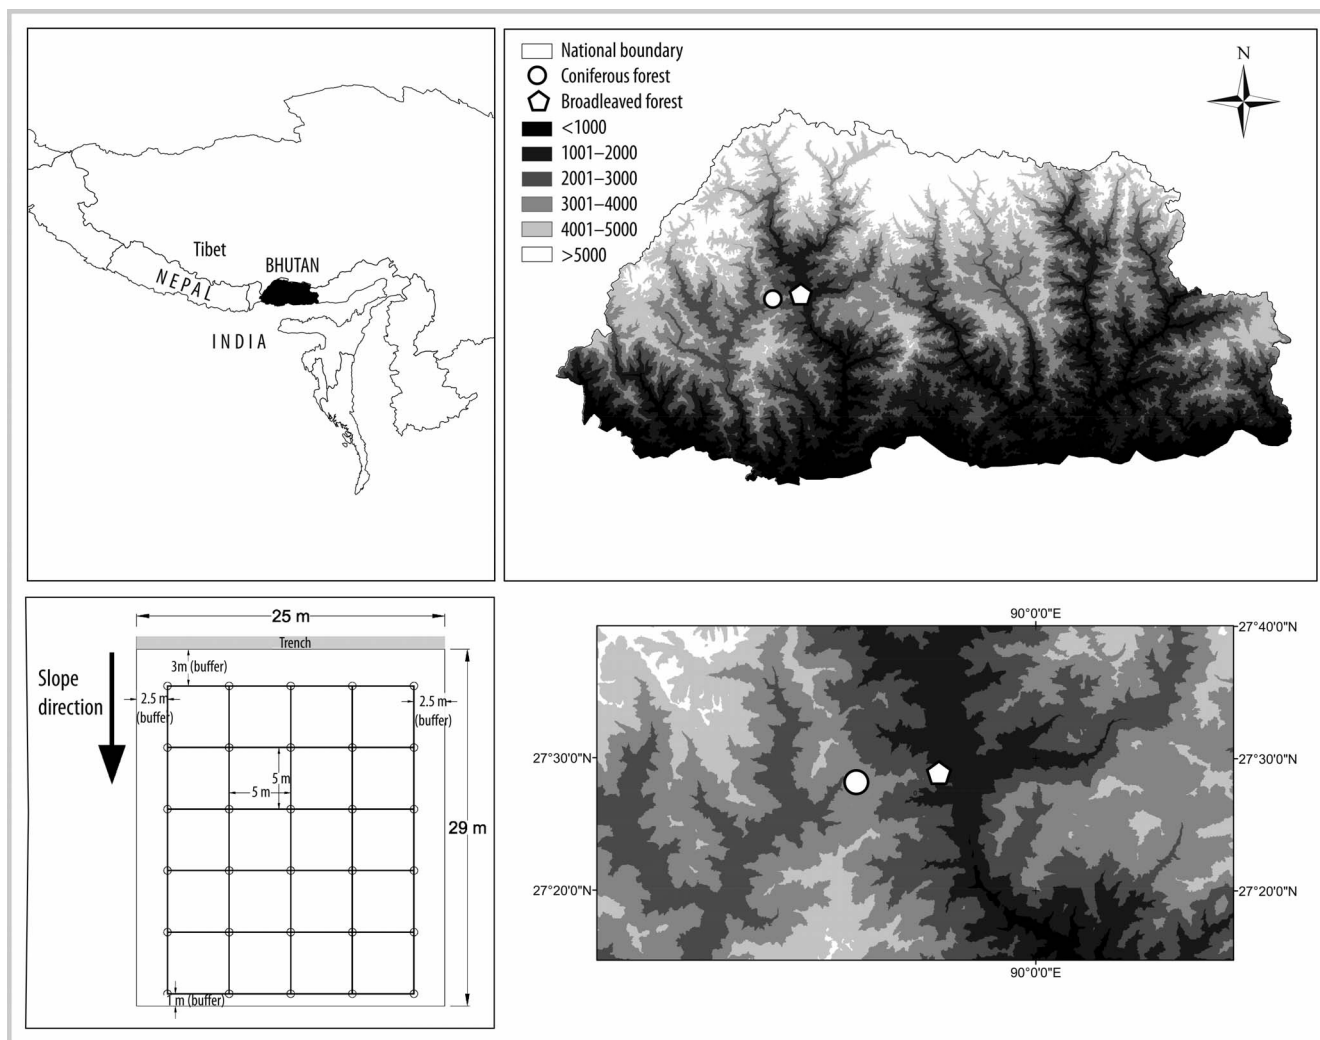 Tibet
NEPAL
BHUTAN
INDIA
National boundary
Coniferous forest
Broadleaved forest
<1000
1001–2000
2001–3000
3001–4000
4001–5000
>5000
N
25 m
Trench
Slope
direction
3m (buffer)
2.5 m
(buffer)
2.5 m
(buffer)
5 m
5 m
29 m
1 m (buffer)
90°0'0"E
27°40'0"N
27°30'0"N
27°30'0"N
27°20'0"N
27°20'0"N
90°0'0"E